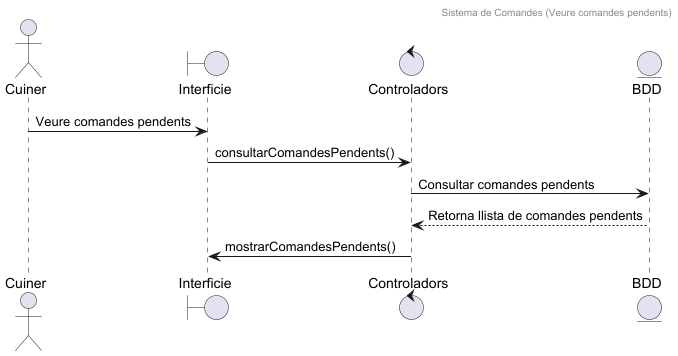 Sistema de Comandes (Veure comandes pendents)
Cuiner
Interficie
Controladors
BDD
Veure comandes pendents
consultarComandesPendents()
Consultar comandes pendents
Retorna llista de comandes pendents
mostrarComandesPendents()
Cuiner
Interficie
Controladors
BDD